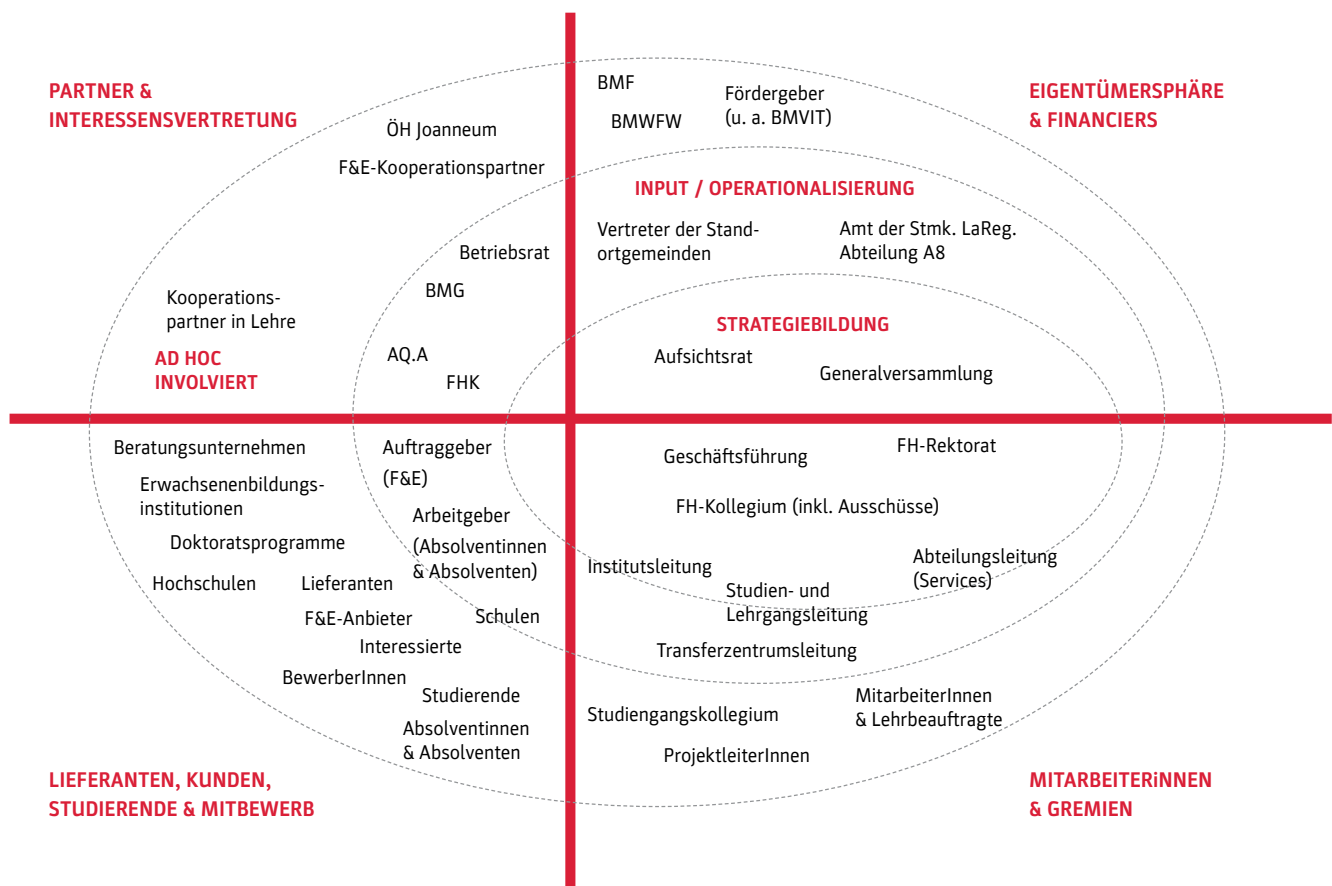 PARTNER &
INTERESSENSVERTRETUNG
ÖH Joanneum
F&E-Kooperationspartner
Betriebsrat
BMG
Kooperations-
partner in Lehre
AD HOC
INVOLVIERT
AQ.A
FHK
BMF
BMWFW
Fördergeber
(u. a. BMVIT)
EIGENTÜMERSPHÄRE
& FINANCIERS
INPUT / OPERATIONALISIERUNG
Vertreter der Stand-
ortgemeinden
Amt der Stmk. LaReg.
Abteilung A8
STRATEGIEBILDUNG
Aufsichtsrat
Generalversammlung
Beratungsunternehmen
Erwachsenenbildungs-
institutionen
Doktoratsprogramme
Hochschulen
Lieferanten
F&E-Anbieter
Interessierte
BewerberInnen
Studierende
Absolventinnen
& Absolventen
Auftraggeber
(F&E)
Arbeitgeber
(Absolventinnen
& Absolventen)
Schulen
LIEFERANTEN, KUNDEN,
STUDIERENDE & MITBEWERB
Geschäftsführung
FH-Rektorat
FH-Kollegium (inkl. Ausschüsse)
Institutsleitung
Studien- und
Lehrgangsleitung
Abteilungsleitung
(Services)
Transferzentrumsleitung
Studiengangskollegium
MitarbeiterInnen
& Lehrbeauftragte
ProjektleiterInnen
MITARBEITERiNNEN
& GREMIEN